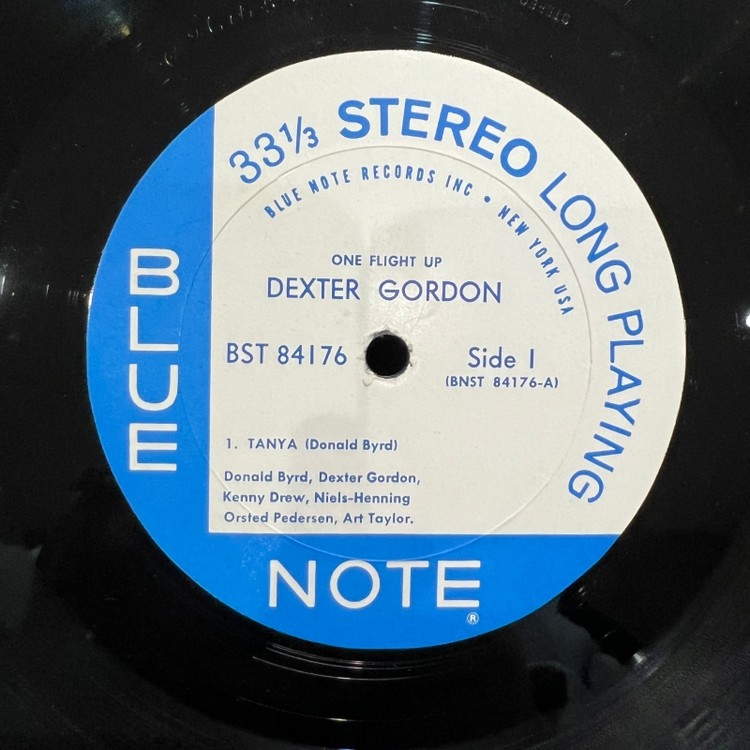 33⅓ STEREO LONG PLAYING
BLUE NOTE RECORDS INC • NEW YORK USA
ONE FLIGHT UP
DEXTER GORDON
BST 84176
Side 1
(BNST 84176-A)
1. TANYA (Donald Byrd)
Donald Byrd, Dexter Gordon,
Kenny Drew, Niels-Henning
Orsted Pedersen, Art Taylor.
BLUE
NOTE
®